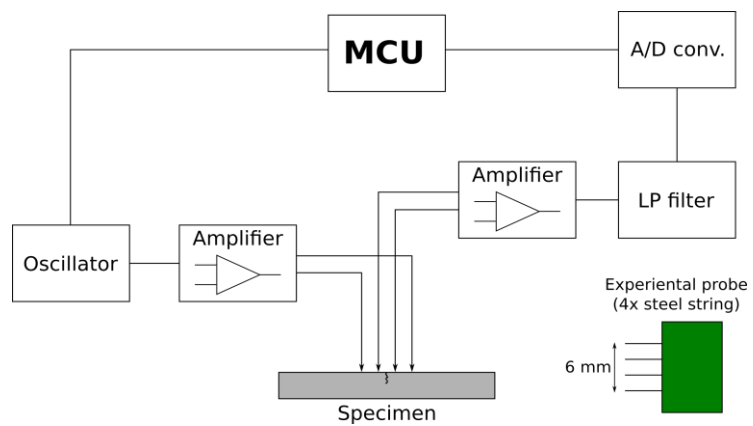 MCU
A/D conv.
Amplifier
LP filter
Amplifier
Oscillator
Experiental probe
(4x steel string)
6 mm
Specimen